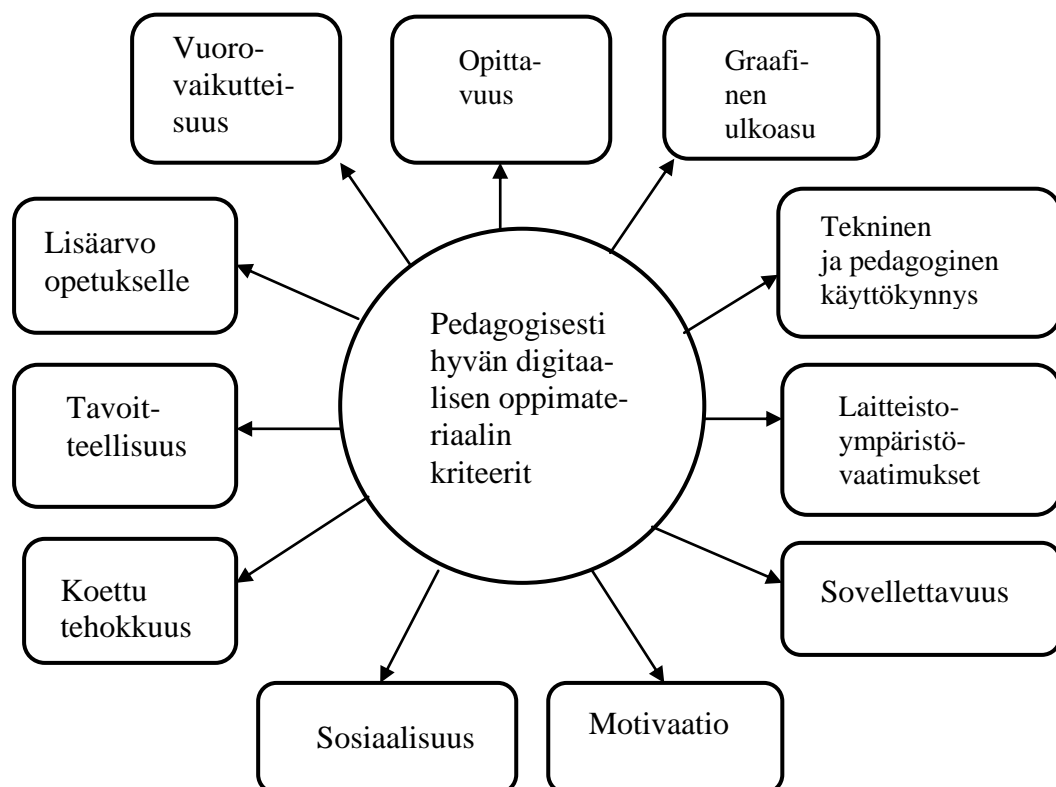 Vuoro-
vaikuttei-
suus
Opitta-
vuus
Graafi-
nen
ulkoasu
Lisäarvo
opetukselle
Tekninen
ja pedagoginen
käyttökynnys
Pedagogisesti
hyvän digitaa-
lisen oppimate-
riaalin
kriteerit
Tavoit-
teellisuus
Laitteisto-
ympäristö-
vaatimukset
Koettu
tehokkuus
Sovellettavuus
Sosiaalisuus
Motivaatio